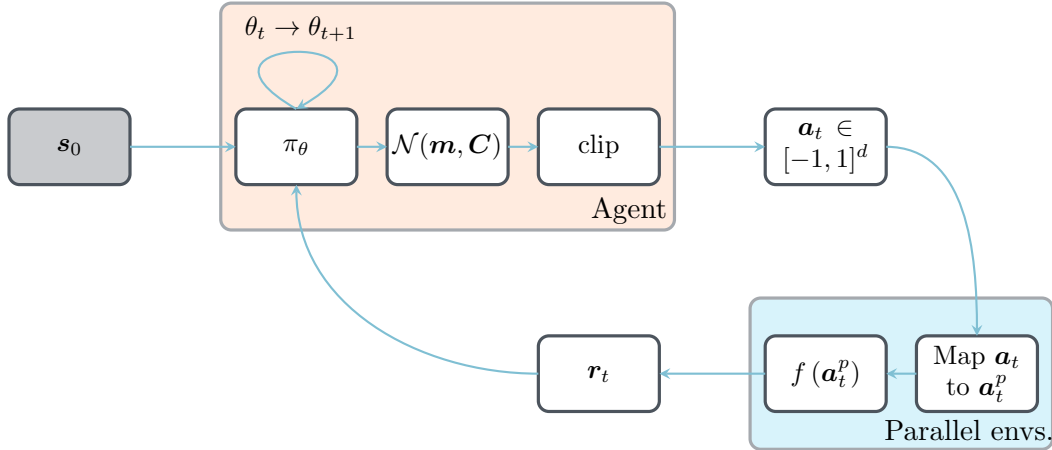 θ_t → θ_{t+1}
s_0
π_θ
𝒩(m, C)
clip
a_t ∈
[−1, 1]^d
Agent
r_t
f (a_t^p)
Map a_t
to a_t^p
Parallel envs.